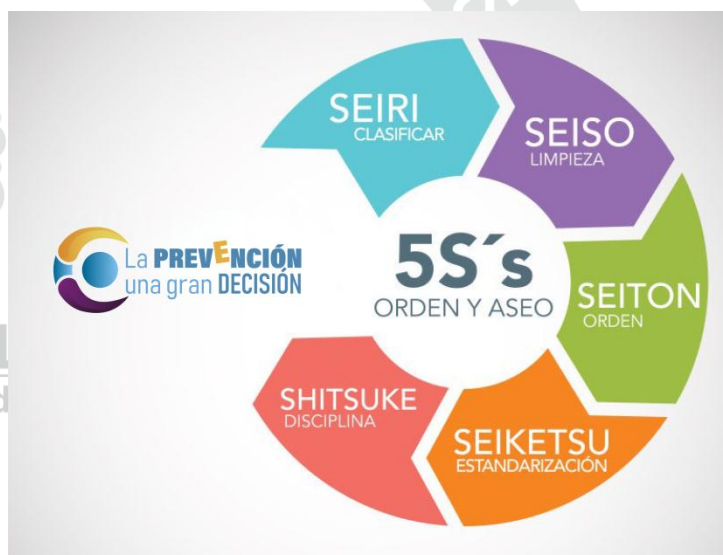 SEIRI
CLASIFICAR
SEISO
LIMPIEZA
La PREVENCIÓN
una gran DECISIÓN
5S´s
ORDEN Y ASEO
SEITON
ORDEN
SHITSUKE
DISCIPLINA
SEIKETSU
ESTANDARIZACIÓN